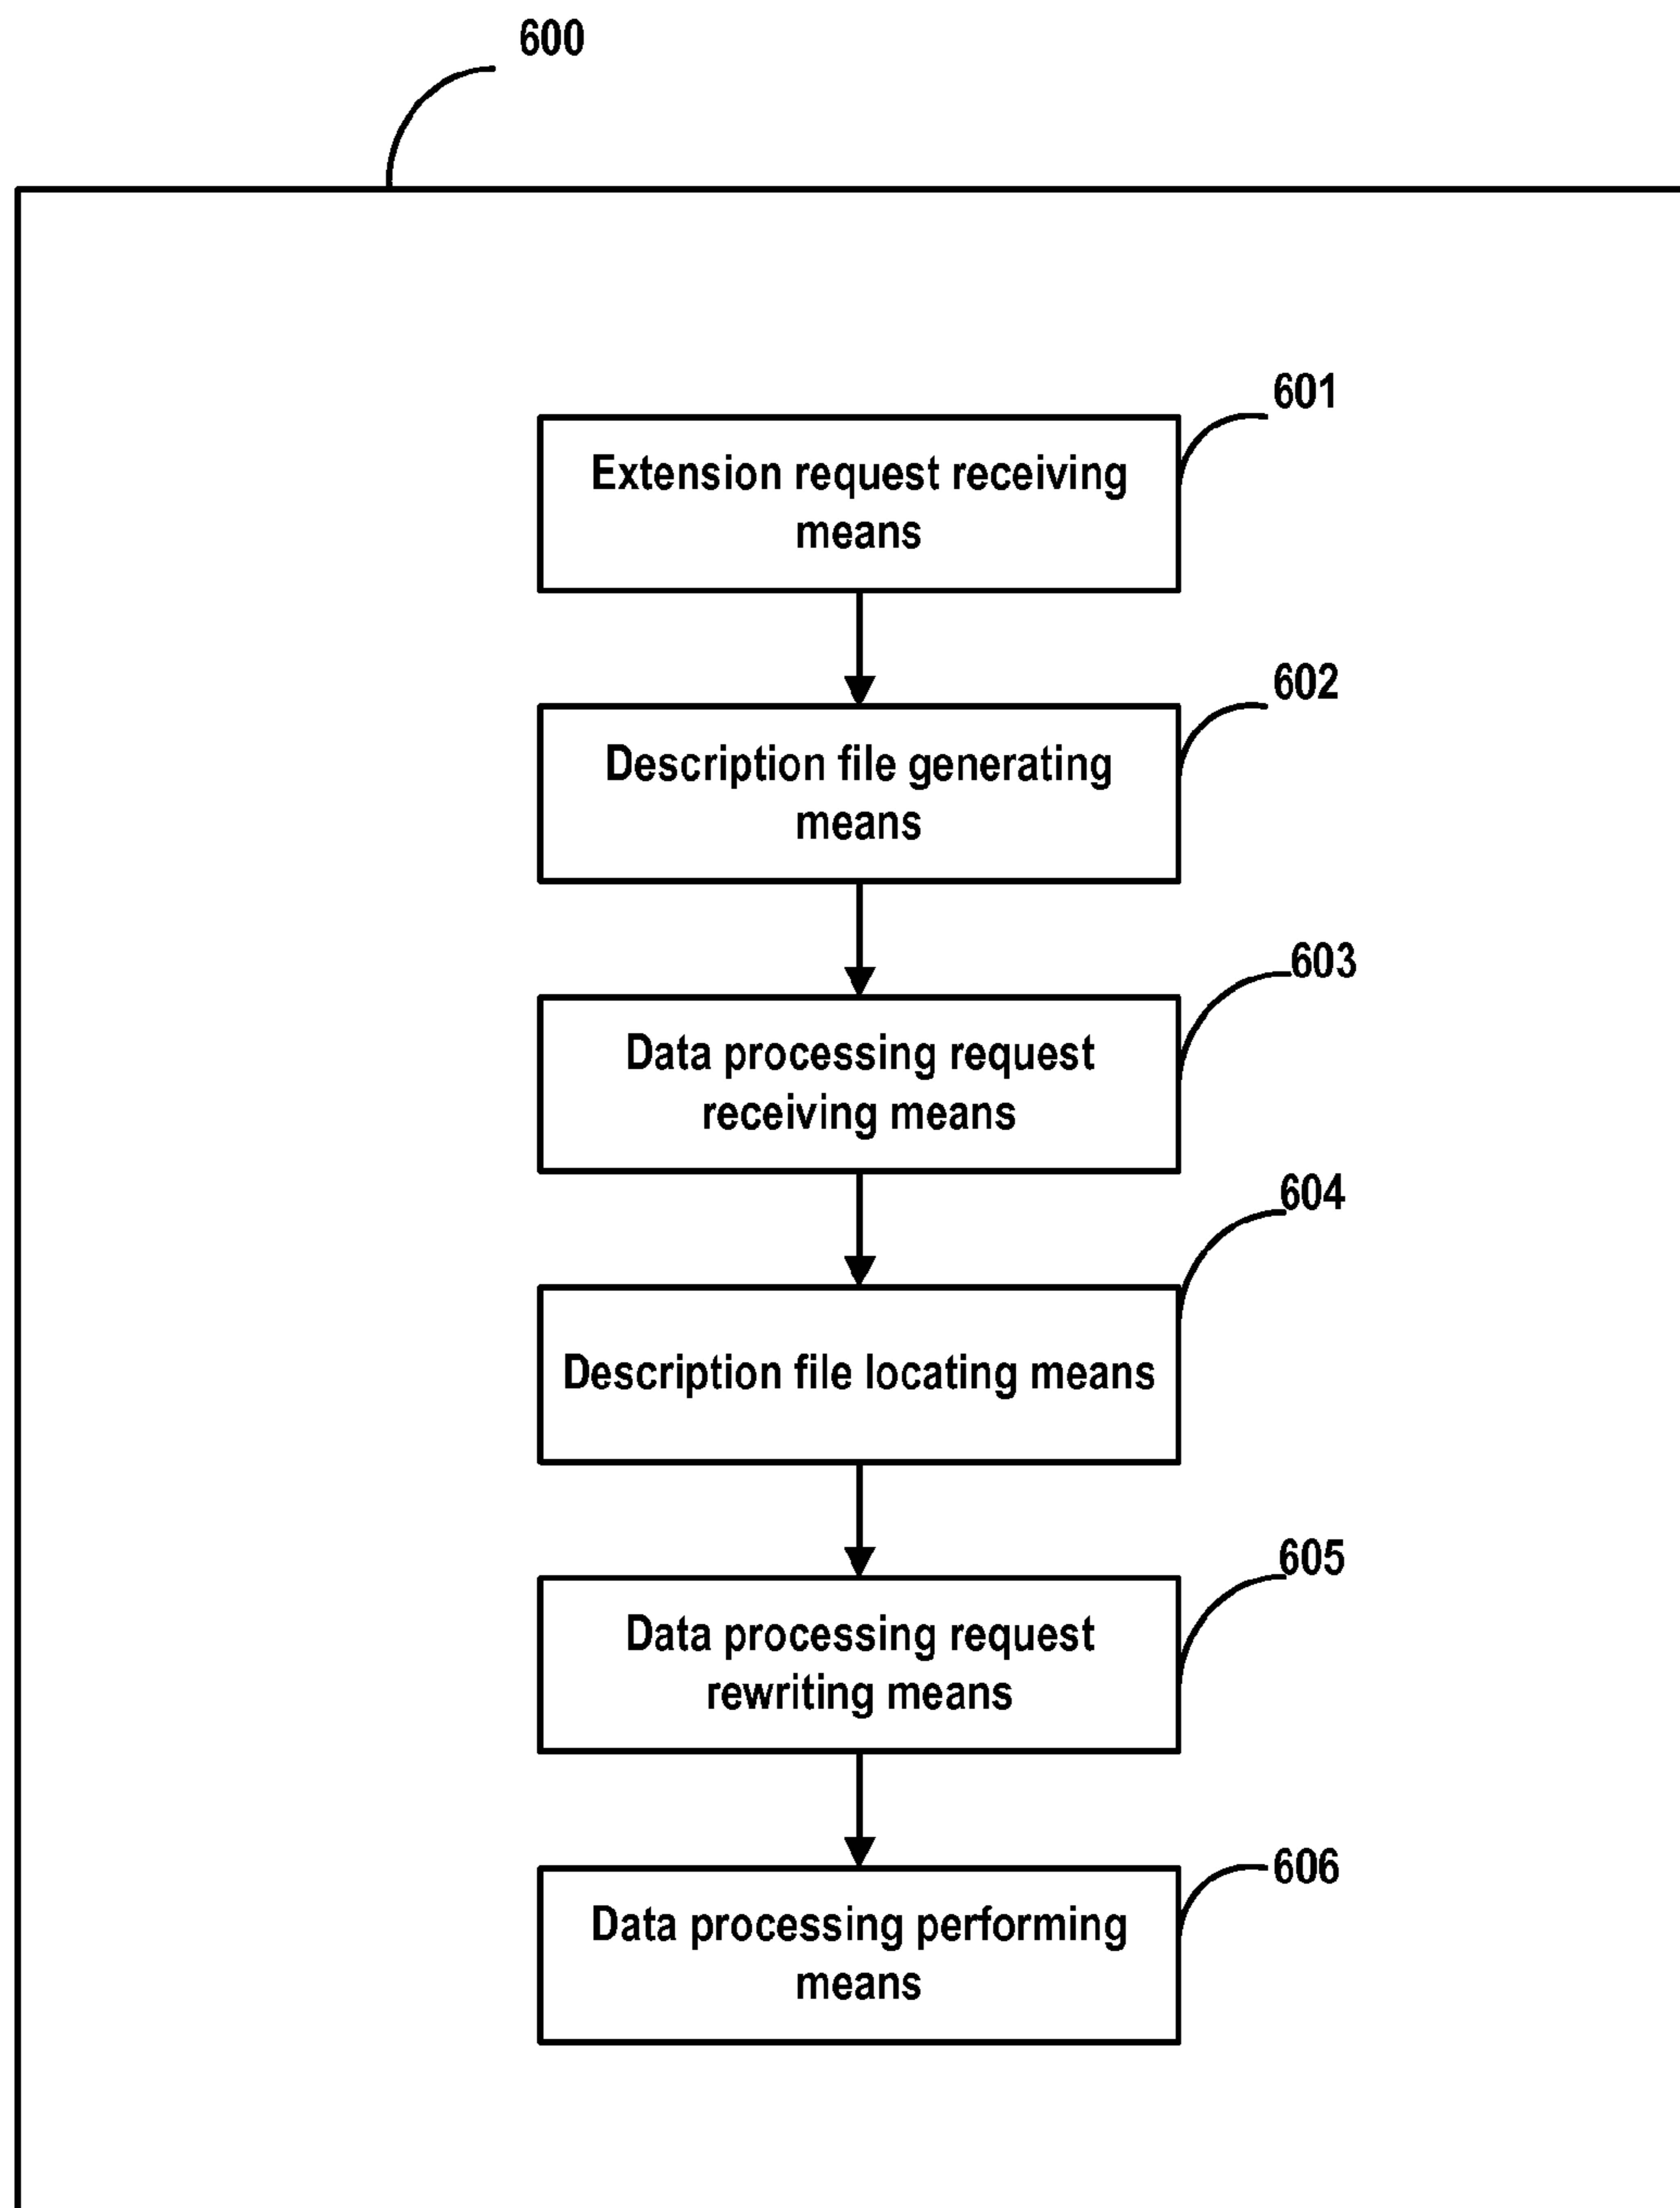 600
601
Extension request receiving
means
602
Description file generating
means
603
Data processing request
receiving means
604
Description file locating means
605
Data processing request
rewriting means
606
Data processing performing
means